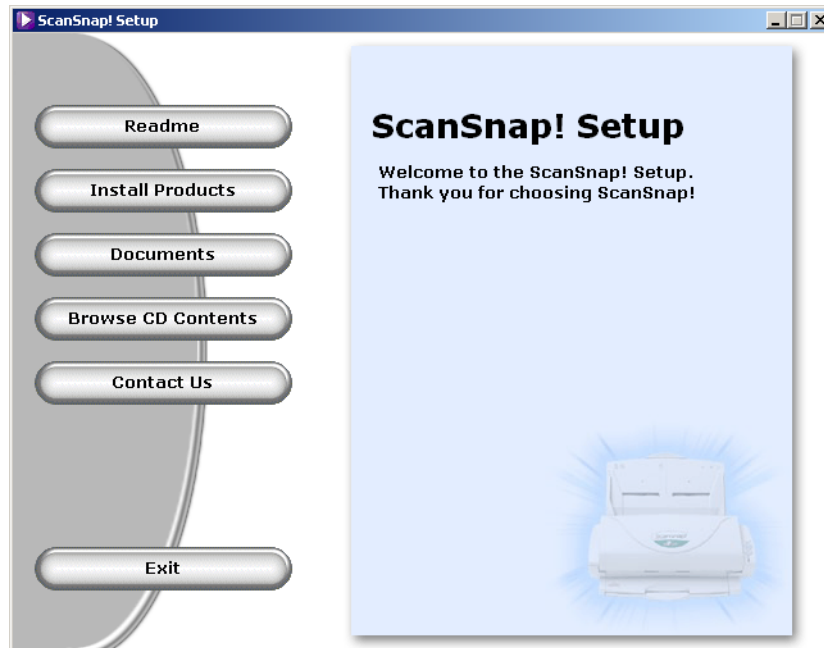 ScanSnap! Setup
Readme
Install Products
Documents
Browse CD Contents
Contact Us
Exit
ScanSnap! Setup
Welcome to the ScanSnap! Setup.
Thank you for choosing ScanSnap!